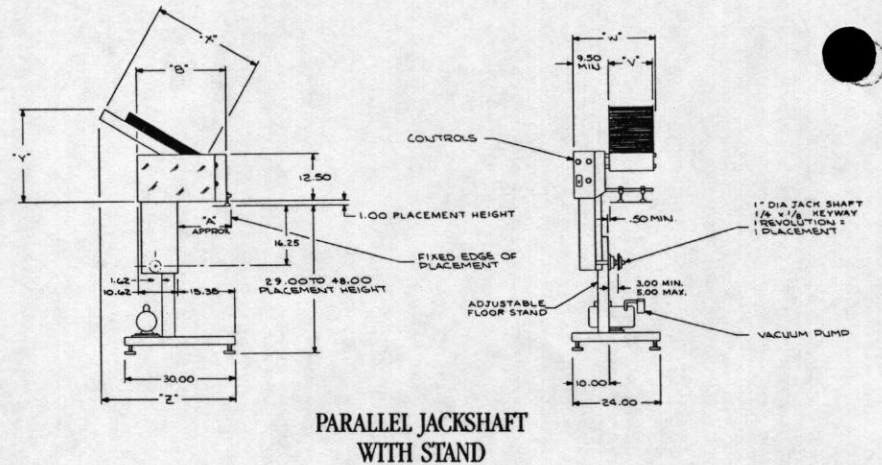 "X"
"B"
"Y"
12.50
1.00 PLACEMENT HEIGHT
"A"
APPROX
16.25
FIXED EDGE OF
PLACEMENT
1.62
10.62
15.38
29.00 TO 48.00
PLACEMENT HEIGHT
30.00
"Z"
"W"
9.50
MIN
"V"
CONTROLS
.50 MIN.
1" DIA JACK SHAFT
1/4 x 1/8 KEYWAY
1 REVOLUTION =
1 PLACEMENT
3.00 MIN.
5.00 MAX.
ADJUSTABLE
FLOOR STAND
VACUUM PUMP
10.00
24.00
PARALLEL JACKSHAFT
WITH STAND